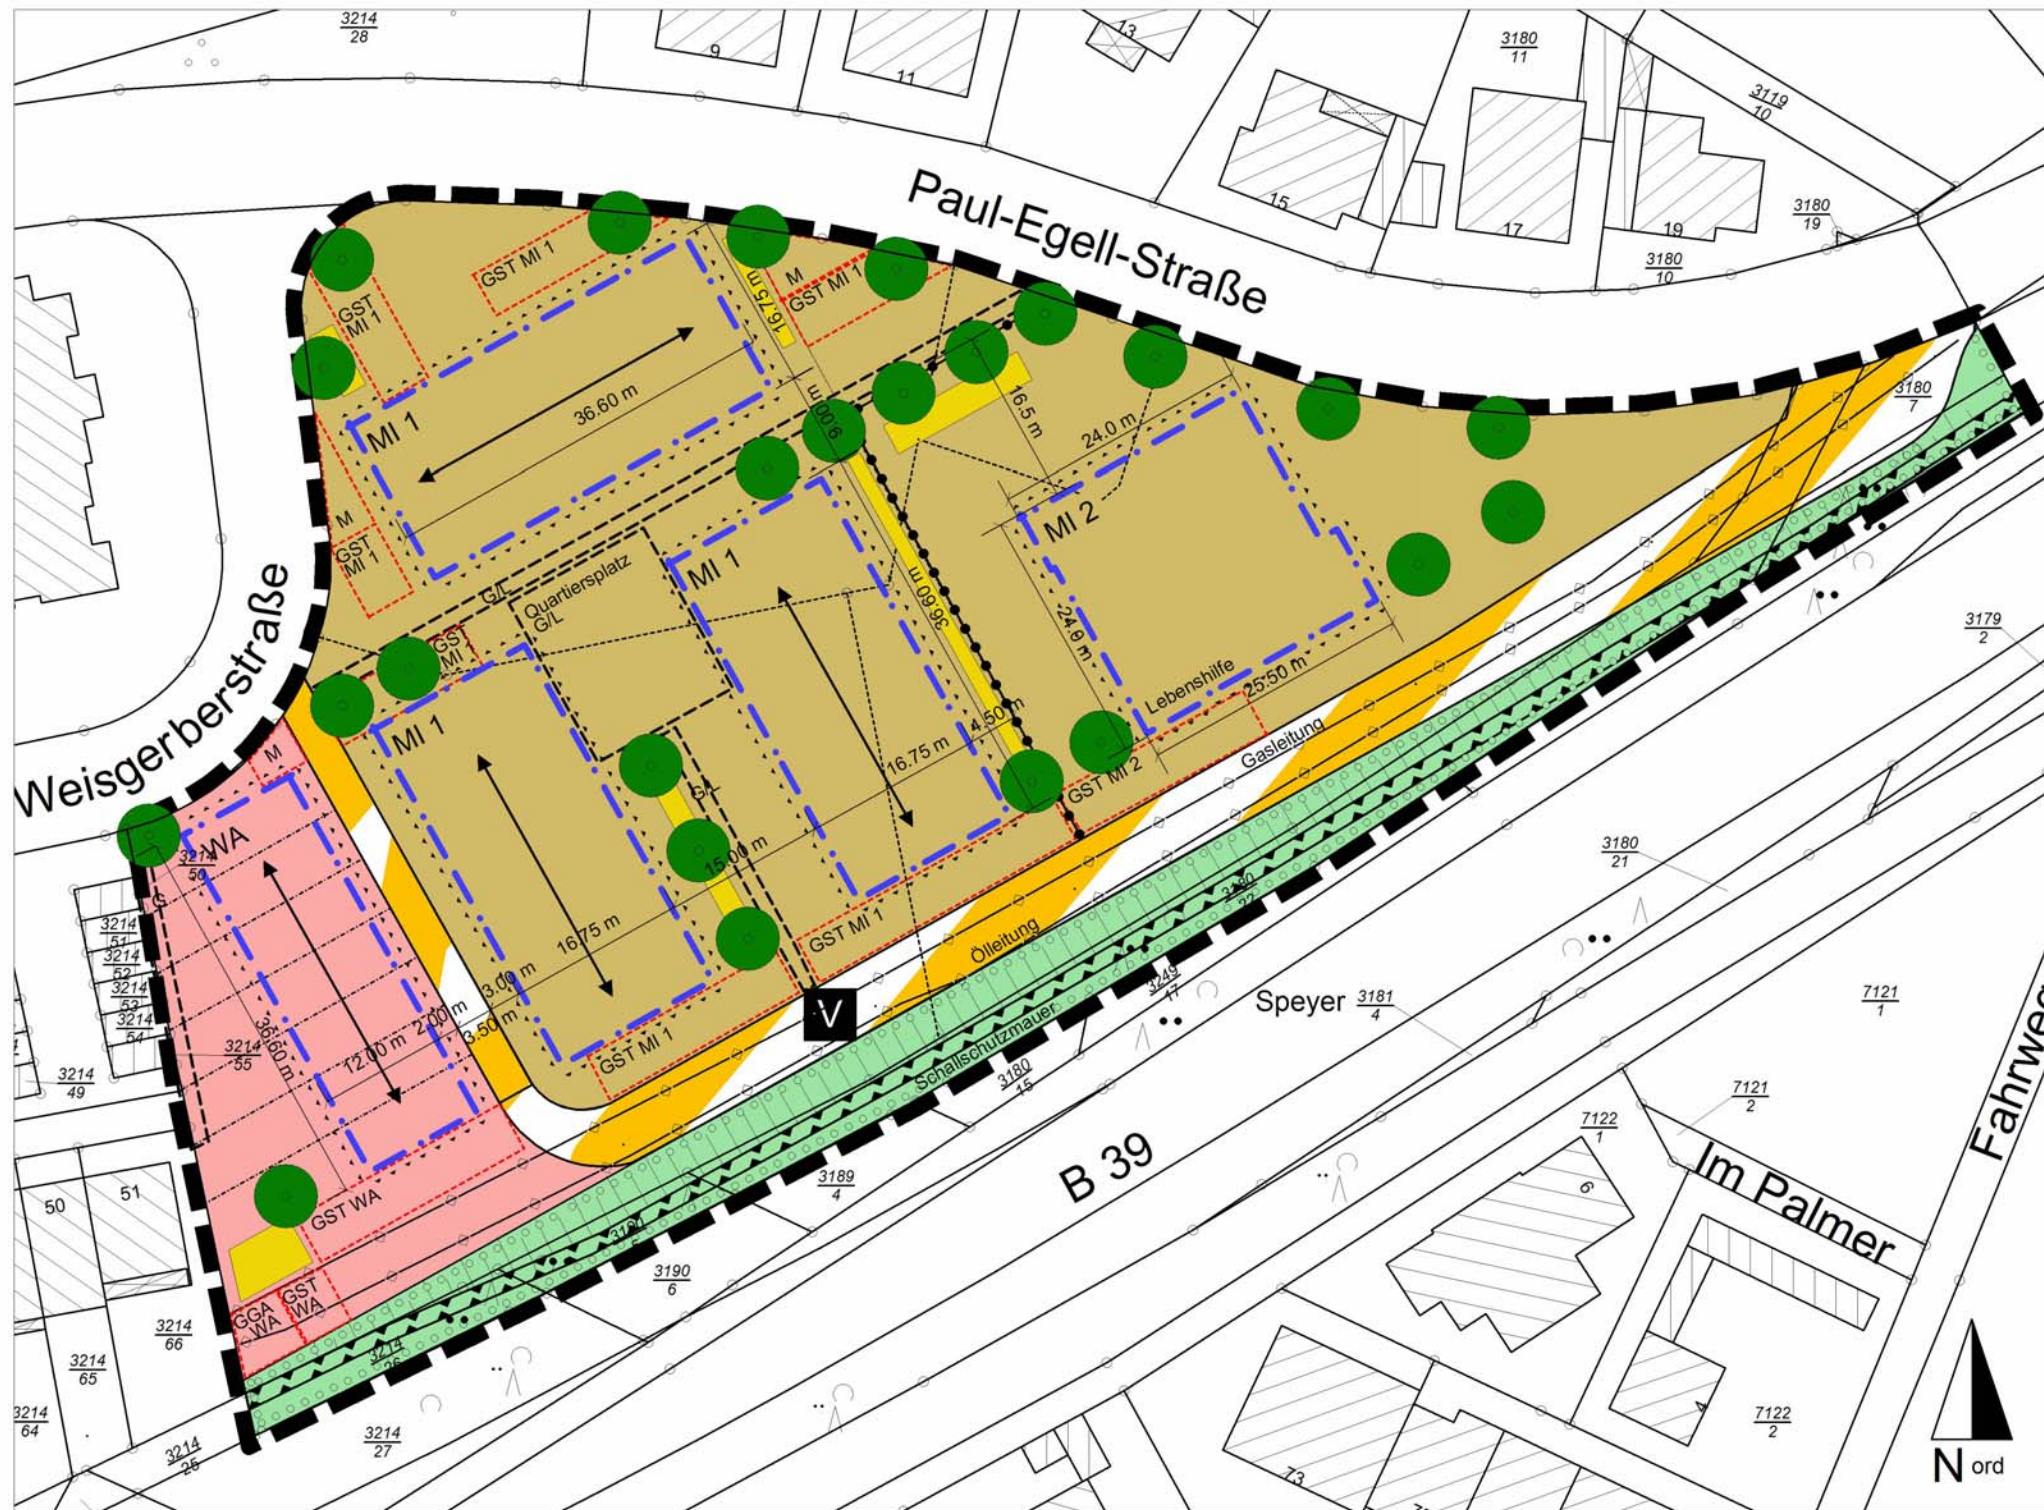 3214
28
9
11
13
3180
11
3119
10
15
17
19
3180
19
3180
10
Paul-Egell-Straße
GST MI 1
GST
MI 1
M
GST MI 1
16.75 m
3180
7
36.60 m
MI 1
9.00 m
16.5 m
24.0 m
M
GST
MI 1
MI 1
MI 2
G/L
Quartiersplatz
G/L
36.60 m
24.0 m
3179
2
GST
MI 1
Lebenshilfe
25.50 m
Weisgerberstraße
MI 1
4.50 m
M
16.75 m
Gasleitung
GST MI 2
G/L
WA
3214
50
15.00 m
3180
21
3180
22
G
3214
51
3214
52
3214
53
3214
54
16.75 m
GST MI 1
Ölleitung
3249
17
3.00 m
V
Speyer
3181
4
7121
1
2.00 m
3.50 m
36.60 m
12.00 m
3214
55
GST MI 1
Schallschutzmauer
3180
15
3214
49
7121
2
7122
1
Fahrweg
B 39
Im Palmer
3189
4
50
51
6
GST WA
3190
6
GGA
WA
GST
WA
3214
66
3214
26
3214
65
3214
64
3214
25
3214
27
4
7122
2
73
N ord